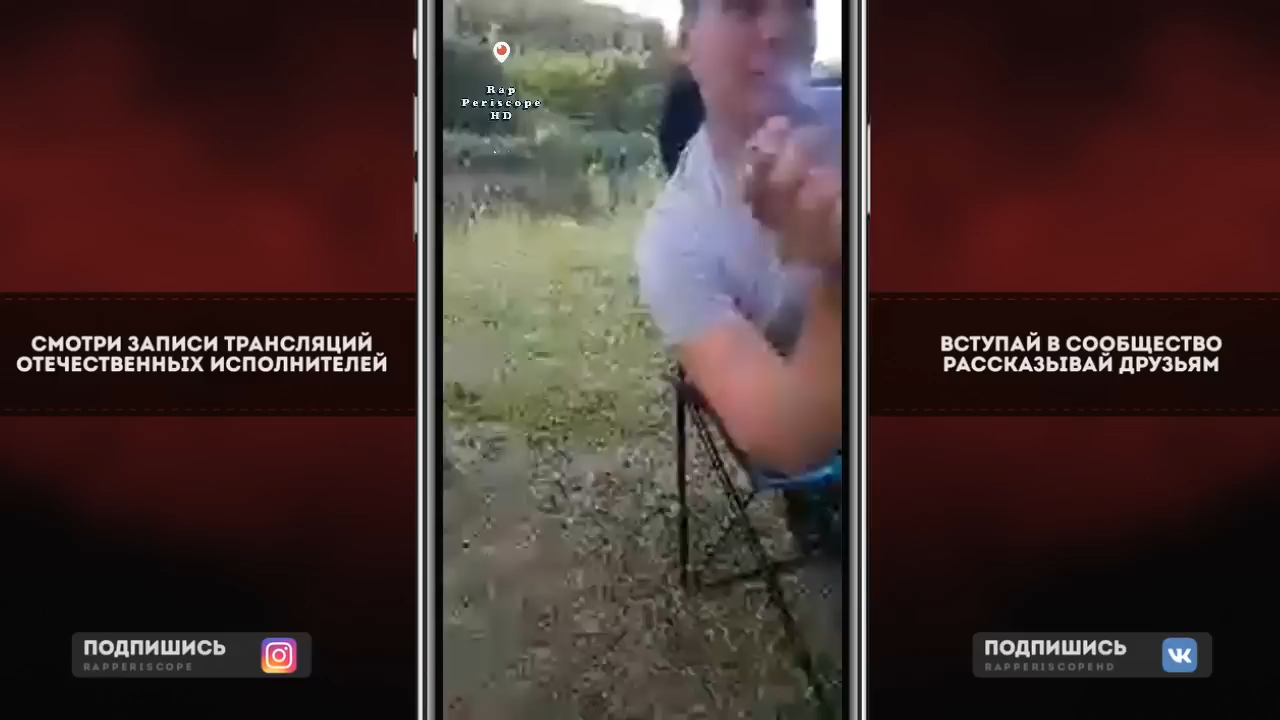 Rap
Periscope
HD
СМОТРИ ЗАПИСИ ТРАНСЛЯЦИЙ
ОТЕЧЕСТВЕННЫХ ИСПОЛНИТЕЛЕЙ
ВСТУПАЙ В СООБЩЕСТВО
РАССКАЗЫВАЙ ДРУЗЬЯМ
ПОДПИШИСЬ
RAPPERISCOPE
ПОДПИШИСЬ
RAPPERISCOPEHD